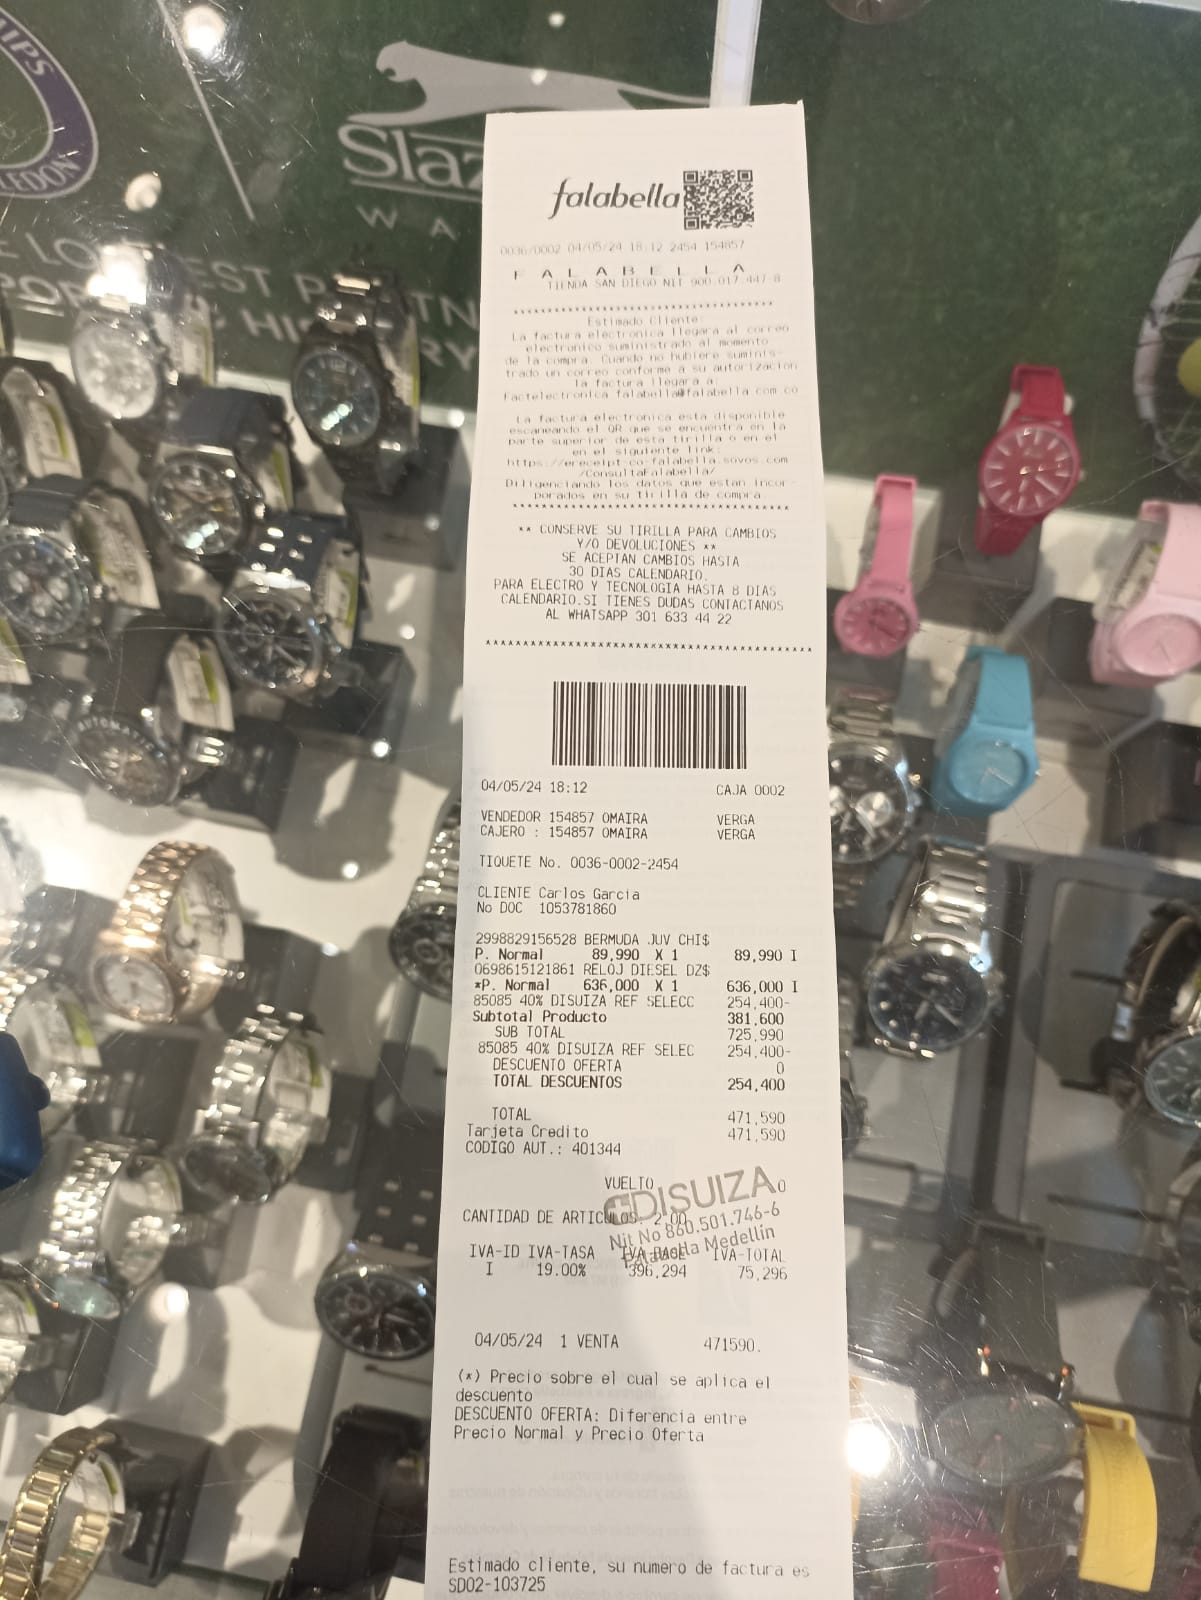 Slaz
falabella
0036/0002 04/05/24 18:12 2454 154857
F A L A B E L L A
TIENDA SAN DIEGO NIT 900.017.447-8
***************************************
Estimado Cliente:
La factura electronica llegara al correo
electronico suministrado al momento
de la compra. Cuando no hubiere suminis-
trado un correo conforme a su autorizacion
la factura llegara a:
Factelectronica_falabella@falabella.com.co
La factura electronica esta disponible
escaneando el QR que se encuentra en la
parte superior de esta tirilla o en el
en el siguiente link:
https://ereceipt-co-falabella.sovos.com
/ConsultaFalabella/
Diligenciando los datos que estan incor-
porados en su tirilla de compra.
***************************************
** CONSERVE SU TIRILLA PARA CAMBIOS
Y/O DEVOLUCIONES **
SE ACEPTAN CAMBIOS HASTA
30 DIAS CALENDARIO.
PARA ELECTRO Y TECNOLOGIA HASTA 8 DIAS
CALENDARIO.SI TIENES DUDAS CONTACTANOS
AL WHATSAPP 301 633 44 22
***************************************
04/05/24 18:12 CAJA 0002
VENDEDOR 154857 OMAIRA VERGA
CAJERO : 154857 OMAIRA VERGA
TIQUETE No. 0036-0002-2454
CLIENTE Carlos Garcia
No DOC 1053781860
2998829156528 BERMUDA JUV CHI$
P. Normal 89,990 X 1 89,990 I
0698615121861 RELOJ DIESEL DZ$
*P. Normal 636,000 X 1 636,000 I
85085 40% DISUIZA REF SELECC 254,400-
Subtotal Producto 381,600
SUB TOTAL 725,990
85085 40% DISUIZA REF SELEC 254,400-
DESCUENTO OFERTA 0
TOTAL DESCUENTOS 254,400
TOTAL 471,590
Tarjeta Credito 471,590
CODIGO AUT.: 401344
VUELTO 0
DISUIZA
Nit No 860.501.746-6
Falabella Medellin
CANTIDAD DE ARTICULOS: 2.00
IVA-ID IVA-TASA IVA-BASE IVA-TOTAL
I 19.00% 396,294 75,296
04/05/24 1 VENTA 471590.
(*) Precio sobre el cual se aplica el
descuento
DESCUENTO OFERTA: Diferencia entre
Precio Normal y Precio Oferta
Estimado cliente, su numero de factura es
SD02-103725